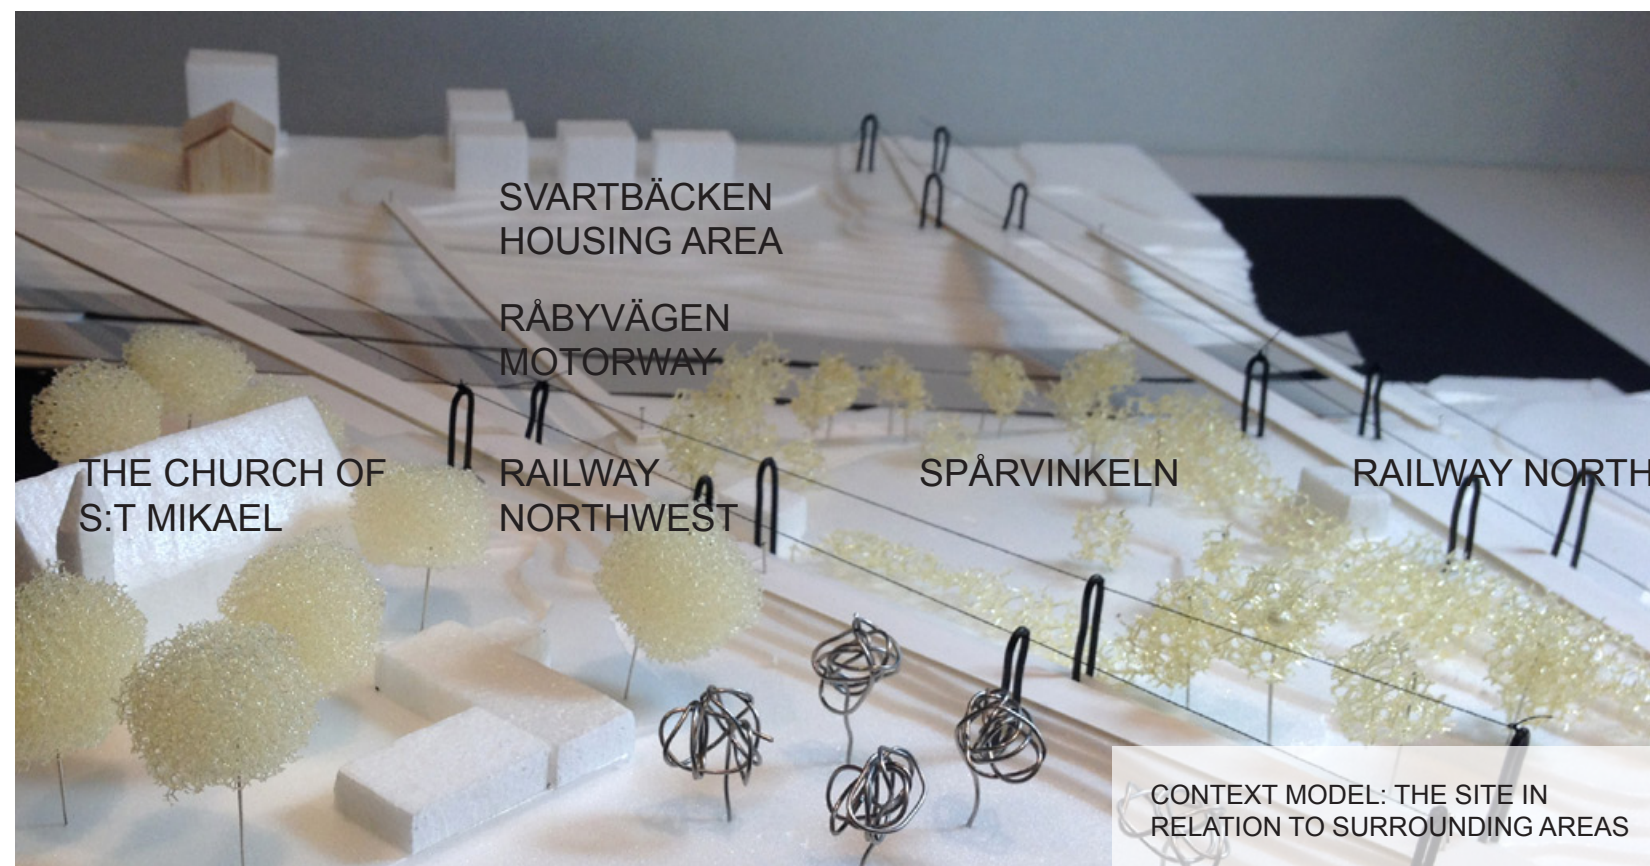 SVARTBÄCKEN
HOUSING AREA
RÅBYVÄGEN
MOTORWAY
THE CHURCH OF
S:T MIKAEL
RAILWAY
NORTHWEST
SPÅRVINKELN
RAILWAY NORTH
CONTEXT MODEL: THE SITE IN
RELATION TO SURROUNDING AREAS